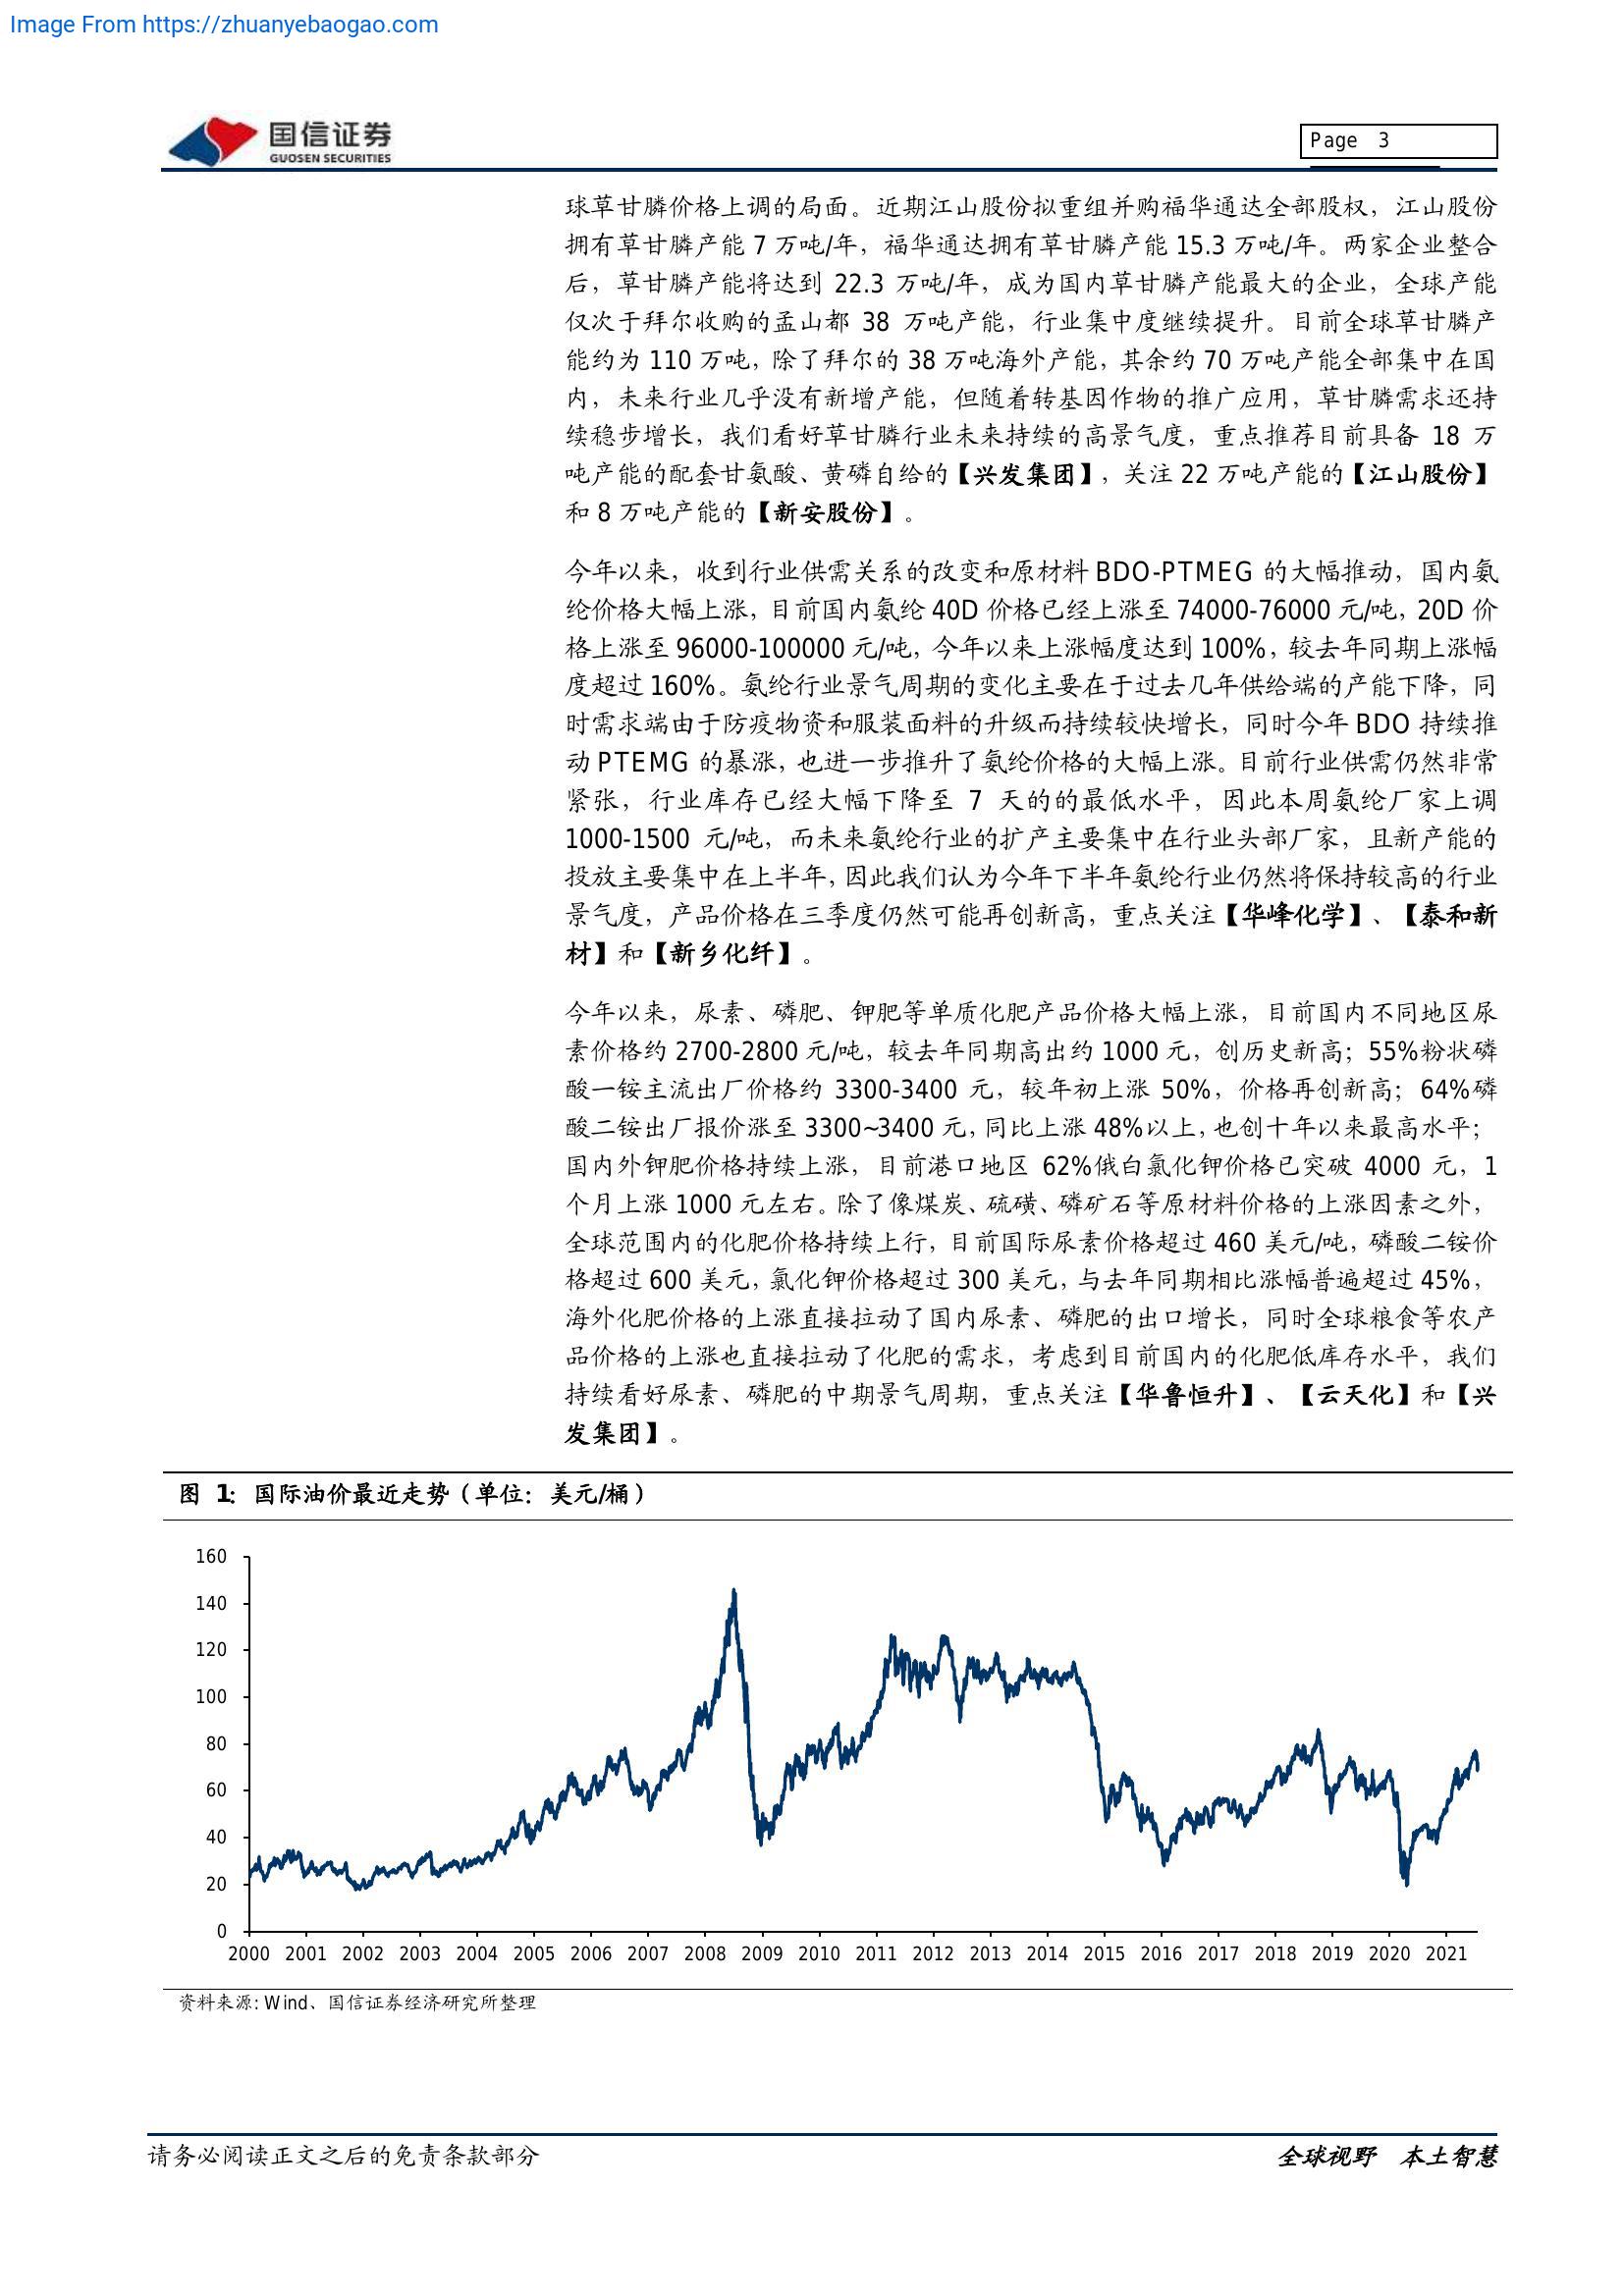 Image From https://zhuanyebaogao.com
国信证券
GUOSEN SECURITIES
Page 3
球草甘膦价格上调的局面。近期江山股份拟重组并购福华通达全部股权，江山股份
拥有草甘膦产能 7 万吨/年，福华通达拥有草甘膦产能 15.3 万吨/年。两家企业整合
后，草甘膦产能将达到 22.3 万吨/年，成为国内草甘膦产能最大的企业，全球产能
仅次于拜尔收购的孟山都 38 万吨产能，行业集中度继续提升。目前全球草甘膦产
能约为 110 万吨，除了拜尔的 38 万吨海外产能，其余约 70 万吨产能全部集中在国
内，未来行业几乎没有新增产能，但随着转基因作物的推广应用，草甘膦需求还持
续稳步增长，我们看好草甘膦行业未来持续的高景气度，重点推荐目前具备 18 万
吨产能的配套甘氨酸、黄磷自给的【兴发集团】，关注 22 万吨产能的【江山股份】
和 8 万吨产能的【新安股份】。
今年以来，收到行业供需关系的改变和原材料 BDO-PTMEG 的大幅推动，国内氨
纶价格大幅上涨，目前国内氨纶 40D 价格已经上涨至 74000-76000 元/吨，20D 价
格上涨至 96000-100000 元/吨，今年以来上涨幅度达到 100%，较去年同期上涨幅
度超过 160%。氨纶行业景气周期的变化主要在于过去几年供给端的产能下降，同
时需求端由于防疫物资和服装面料的升级而持续较快增长，同时今年 BDO 持续推
动 PTEMG 的暴涨，也进一步推升了氨纶价格的大幅上涨。目前行业供需仍然非常
紧张，行业库存已经大幅下降至 7 天的的最低水平，因此本周氨纶厂家上调
1000-1500 元/吨，而未来氨纶行业的扩产主要集中在行业头部厂家，且新产能的
投放主要集中在上半年，因此我们认为今年下半年氨纶行业仍然将保持较高的行业
景气度，产品价格在三季度仍然可能再创新高，重点关注【华峰化学】、【泰和新
材】和【新乡化纤】。
今年以来，尿素、磷肥、钾肥等单质化肥产品价格大幅上涨，目前国内不同地区尿
素价格约 2700-2800 元/吨，较去年同期高出约 1000 元，创历史新高；55%粉状磷
酸一铵主流出厂价格约 3300-3400 元，较年初上涨 50%，价格再创新高；64%磷
酸二铵出厂报价涨至 3300~3400 元，同比上涨 48%以上，也创十年以来最高水平；
国内外钾肥价格持续上涨，目前港口地区 62%俄白氯化钾价格已突破 4000 元，1
个月上涨 1000 元左右。除了像煤炭、硫磺、磷矿石等原材料价格的上涨因素之外，
全球范围内的化肥价格持续上行，目前国际尿素价格超过 460 美元/吨，磷酸二铵价
格超过 600 美元，氯化钾价格超过 300 美元，与去年同期相比涨幅普遍超过 45%，
海外化肥价格的上涨直接拉动了国内尿素、磷肥的出口增长，同时全球粮食等农产
品价格的上涨也直接拉动了化肥的需求，考虑到目前国内的化肥低库存水平，我们
持续看好尿素、磷肥的中期景气周期，重点关注【华鲁恒升】、【云天化】和【兴
发集团】。
图 1：国际油价最近走势（单位：美元/桶）
160
140
120
100
80
60
40
20
0
2000 2001 2002 2003 2004 2005 2006 2007 2008 2009 2010 2011 2012 2013 2014 2015 2016 2017 2018 2019 2020 2021
资料来源: Wind、国信证券经济研究所整理
请务必阅读正文之后的免责条款部分
全球视野 本土智慧